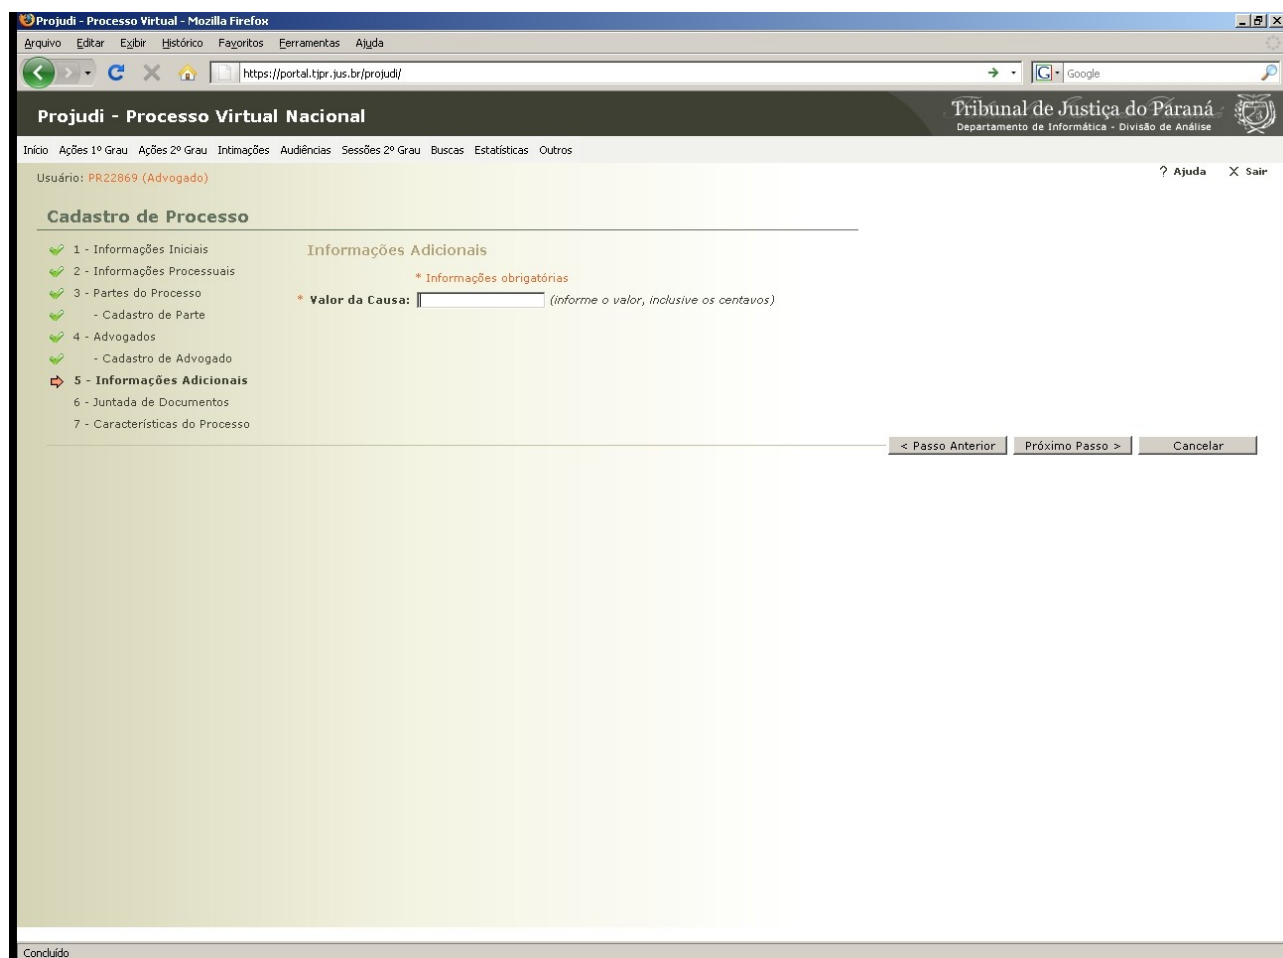 Projudi - Processo Virtual - Mozilla Firefox
Arquivo Editar Exibir Histórico Favoritos Ferramentas Ajuda
https://portal.tjpr.jus.br/projudi/
Google
Projudi - Processo Virtual Nacional
Tribunal de Justiça do Paraná
Departamento de Informática - Divisão de Análise
Início Ações 1º Grau Ações 2º Grau Intimações Audiências Sessões 2º Grau Buscas Estatísticas Outros
Usuário: PR22869 (Advogado)
? Ajuda X Sair
Cadastro de Processo
1 - Informações Iniciais
2 - Informações Processuais
3 - Partes do Processo
- Cadastro de Parte
4 - Advogados
- Cadastro de Advogado
5 - Informações Adicionais
6 - Juntada de Documentos
7 - Características do Processo
Informações Adicionais
* Informações obrigatórias
* Valor da Causa: (informe o valor, inclusive os centavos)
< Passo Anterior Próximo Passo > Cancelar
Concluído